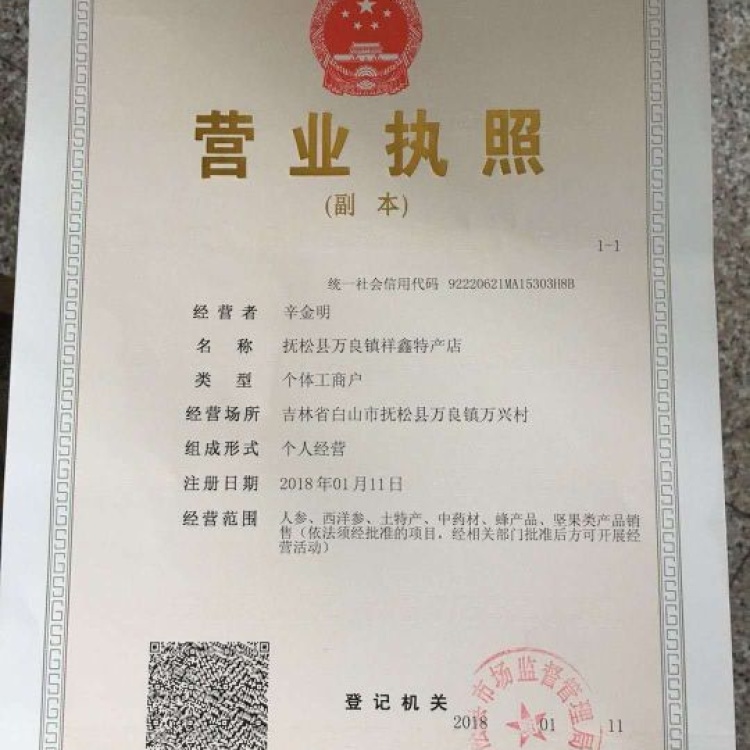 营业执照
(副 本)
1-1
统一社会信用代码 92220621MA15303H8B
经营者 辛金明
名 称 抚松县万良镇祥鑫特产店
类 型 个体工商户
经营场所 吉林省白山市抚松县万良镇万兴村
组成形式 个人经营
注册日期 2018年01月11日
经营范围 人参、西洋参、土特产、中药材、蜂产品、坚果类产品销
售（依法须经批准的项目，经相关部门批准后方可开展经
营活动）
市场监督管理局
登记机关
2018 01 11